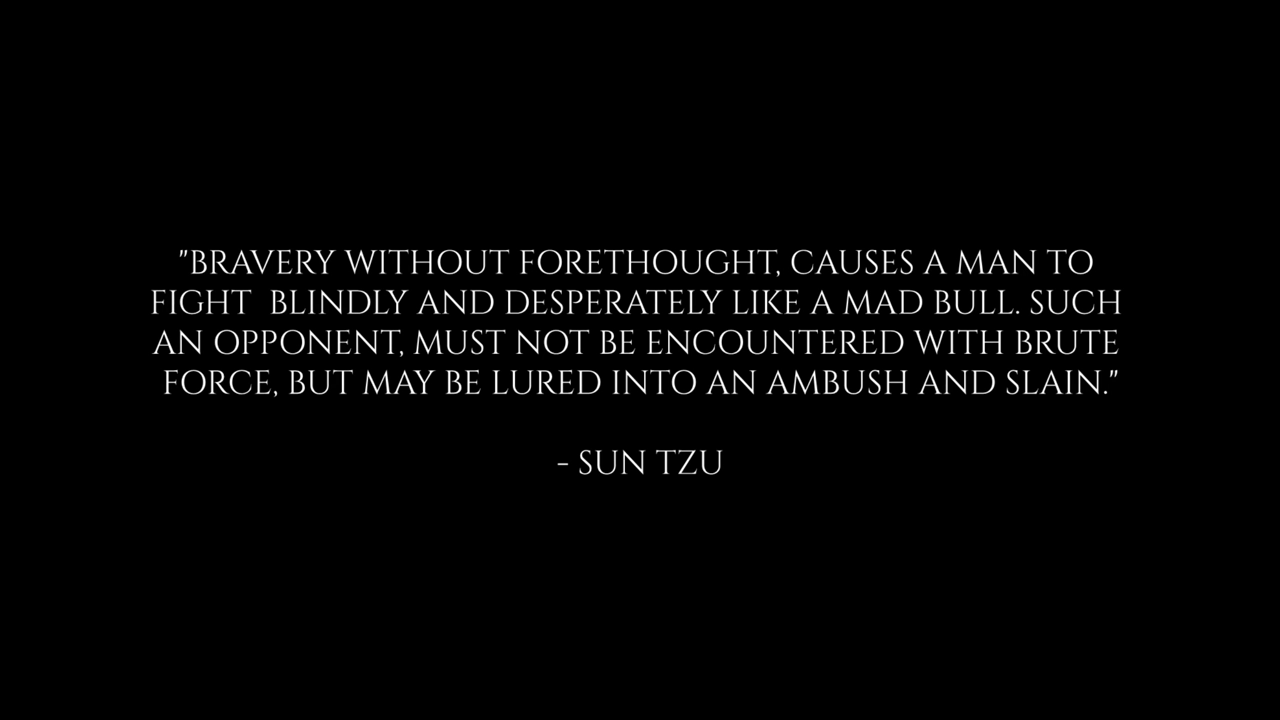 "BRAVERY WITHOUT FORETHOUGHT, CAUSES A MAN TO
FIGHT  BLINDLY AND DESPERATELY LIKE A MAD BULL. SUCH
AN OPPONENT, MUST NOT BE ENCOUNTERED WITH BRUTE
FORCE, BUT MAY BE LURED INTO AN AMBUSH AND SLAIN."
- SUN TZU